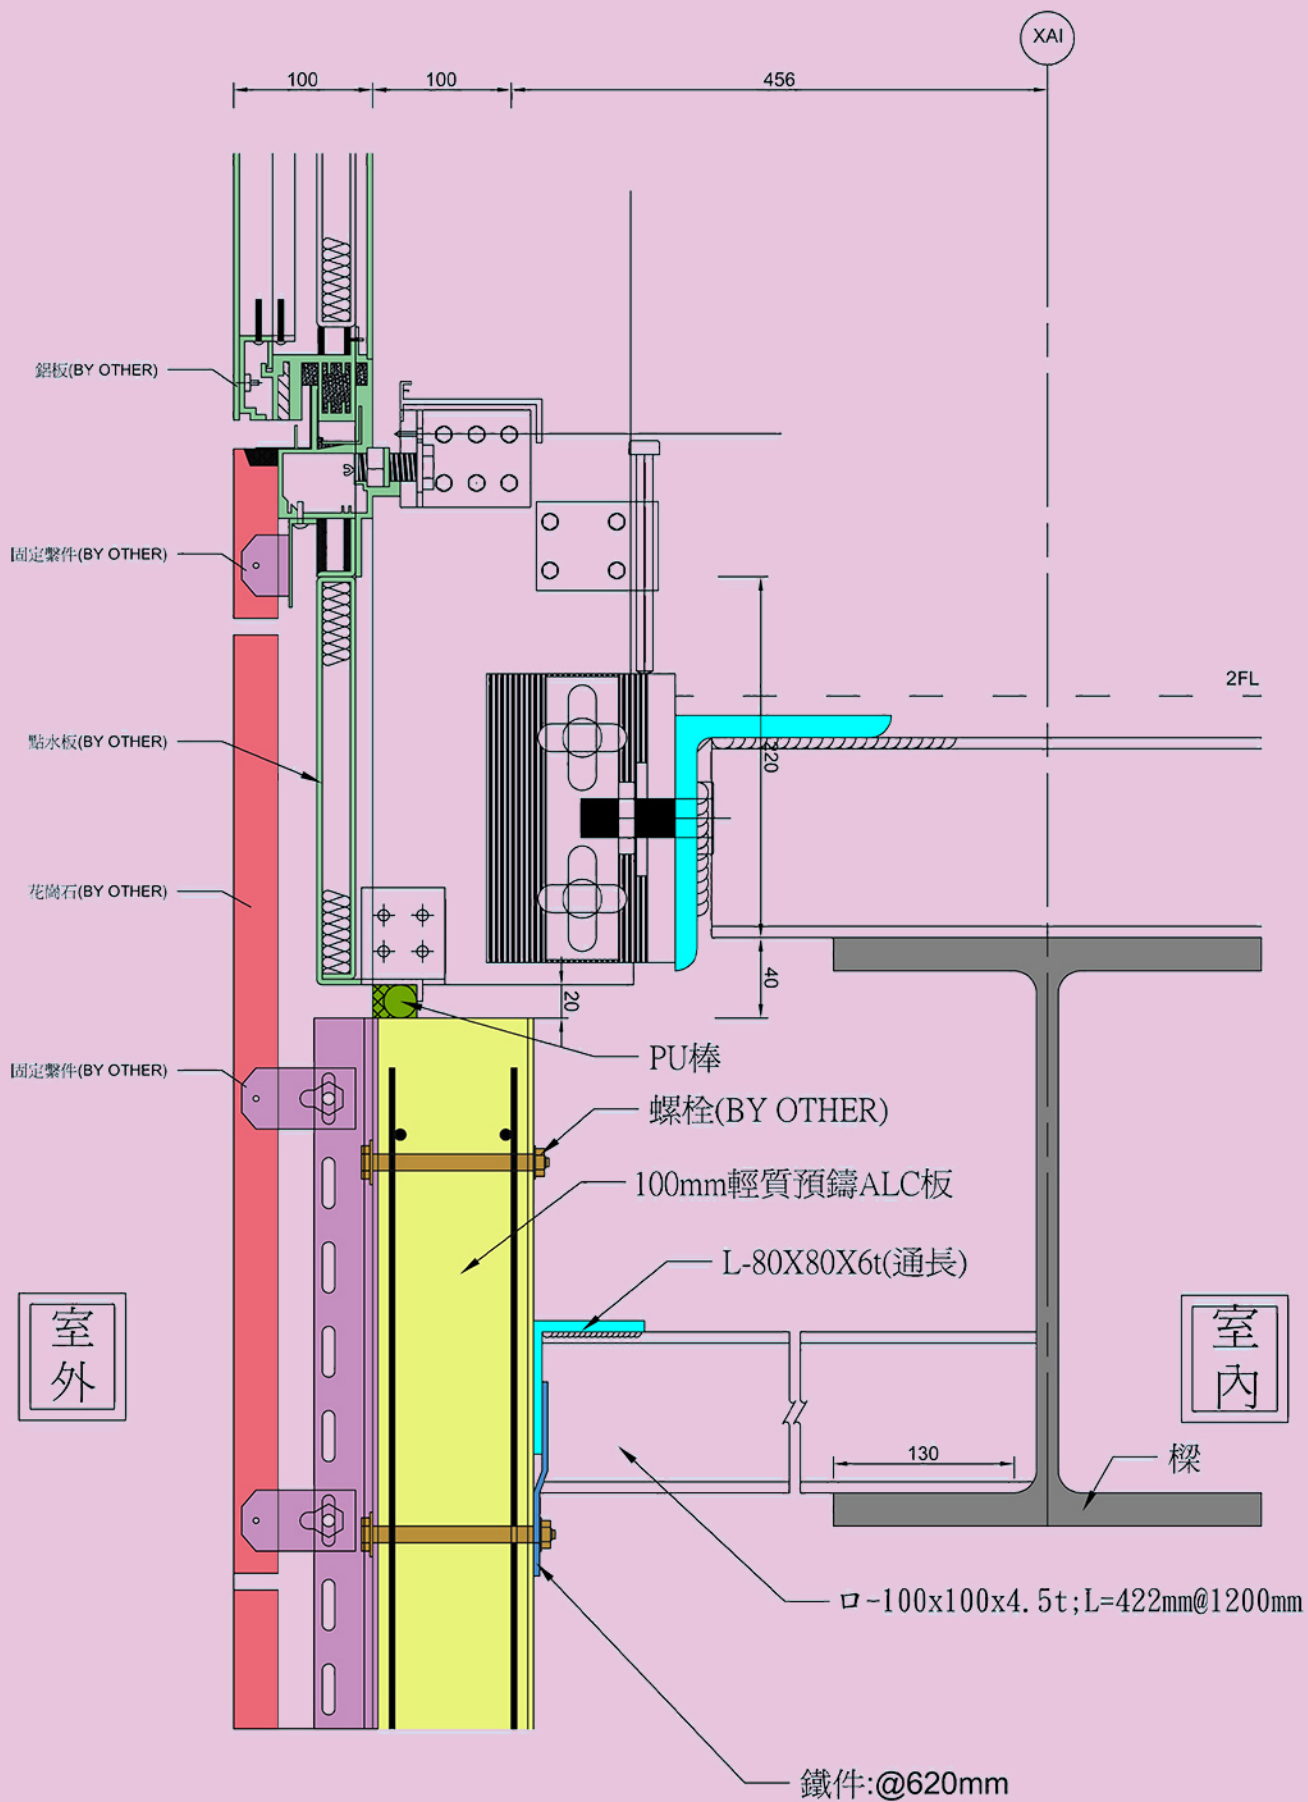 XAI
100
100
456
鋁板(BY OTHER)
固定繫件(BY OTHER)
2FL
點水板(BY OTHER)
220
花崗石(BY OTHER)
40
20
PU棒
固定繫件(BY OTHER)
螺栓(BY OTHER)
100mm輕質預鑄ALC板
L-80X80X6t(通長)
室外
室內
130
樑
口~100x100x4.5t;L=422mm@1200mm
鐵件:@620mm